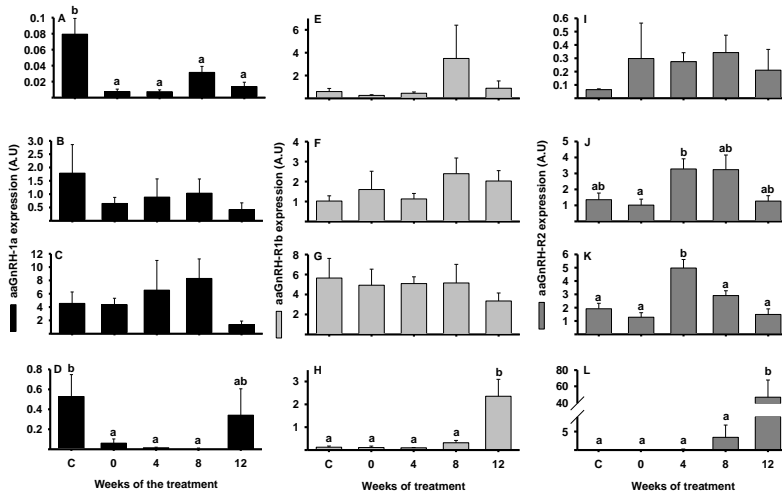 A
b
0.1
0.08
0.06
0.04
0.02
a
a
a
a
E
6
4
2
I
0.6
0.5
0.4
0.3
0.2
0.1
B
3.0
2.5
2.0
1.5
1.0
0.5
F
4
3
2
1
J
5
4
3
2
1
ab
a
b
ab
ab
C
12
10
8
6
4
2
G
8
6
4
2
K
6
5
4
3
2
1
a
a
b
a
a
D
b
0.8
0.6
0.4
0.2
a
a
a
ab
H
3
2
1
a
a
a
a
b
L
80
60
40
5
a
a
a
a
b
C 0 4 8 12
C 0 4 8 12
C 0 4 8 12
Weeks of the treatment
Weeks of treatment
Weeks of treatment
aaGnRH-1a expression (A.U)
aaGnRH-R1b expression (A.U)
aaGnRH-R2 expression (A.U)